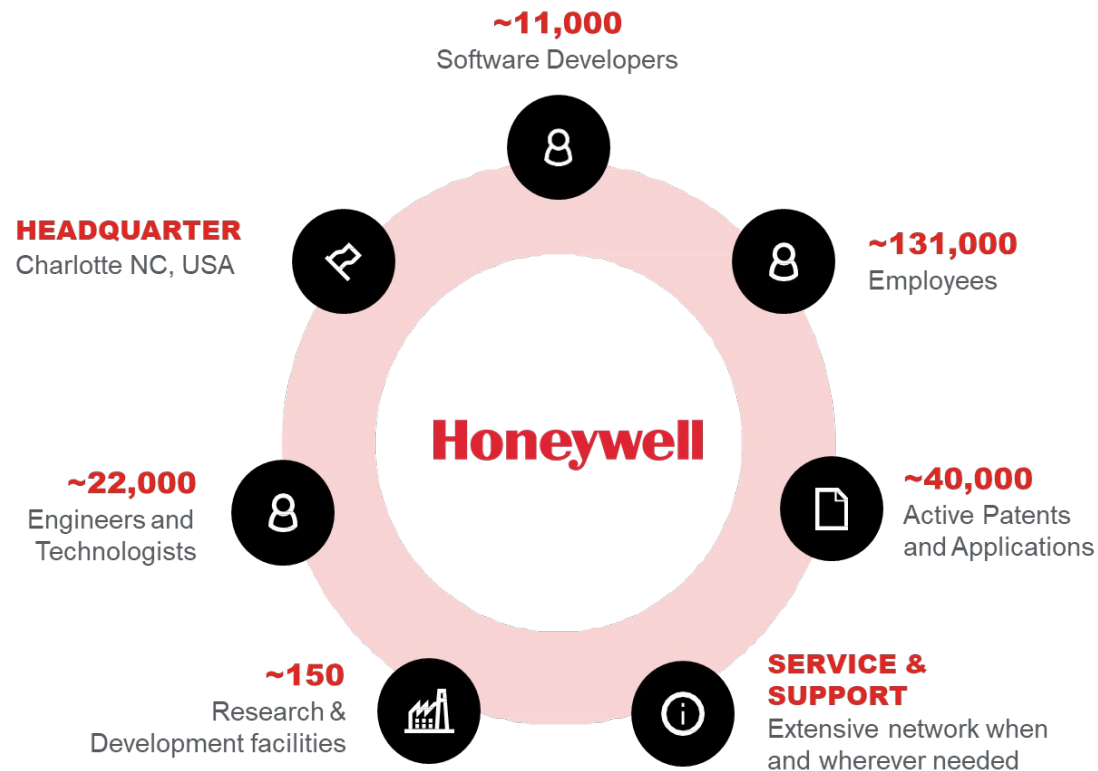 ~11,000
Software Developers
HEADQUARTER
Charlotte NC, USA
~131,000
Employees
Honeywell
~22,000
Engineers and
Technologists
~40,000
Active Patents
and Applications
~150
Research &
Development facilities
SERVICE &
SUPPORT
Extensive network when
and wherever needed